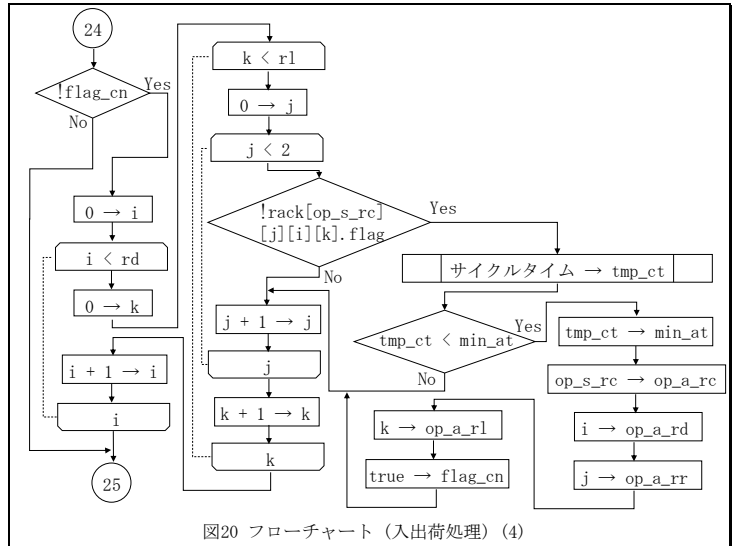 24
!flag_cn
Yes
No
0 → i
i < rd
0 → k
i + 1 → i
i
25
k < rl
0 → j
j < 2
!rack[op_s_rc]
[j][i][k].flag
Yes
No
j + 1 → j
j
k + 1 → k
k
サイクルタイム → tmp_ct
tmp_ct < min_at
Yes
No
tmp_ct → min_at
op_s_rc → op_a_rc
i → op_a_rd
j → op_a_rr
k → op_a_rl
true → flag_cn
図20 フローチャート (入出荷処理) (4)